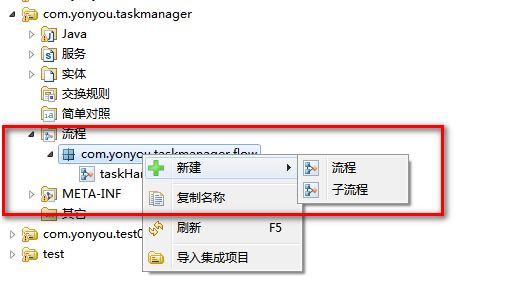 com.yonyou.taskmanager
Java
服务
实体
交换规则
简单对照
流程
com.yonyou.taskmanager.flow
新建
流程
taskHan
子流程
META-INF
复制名称
其它
刷新 F5
com.yonyou.test0
test
导入集成项目